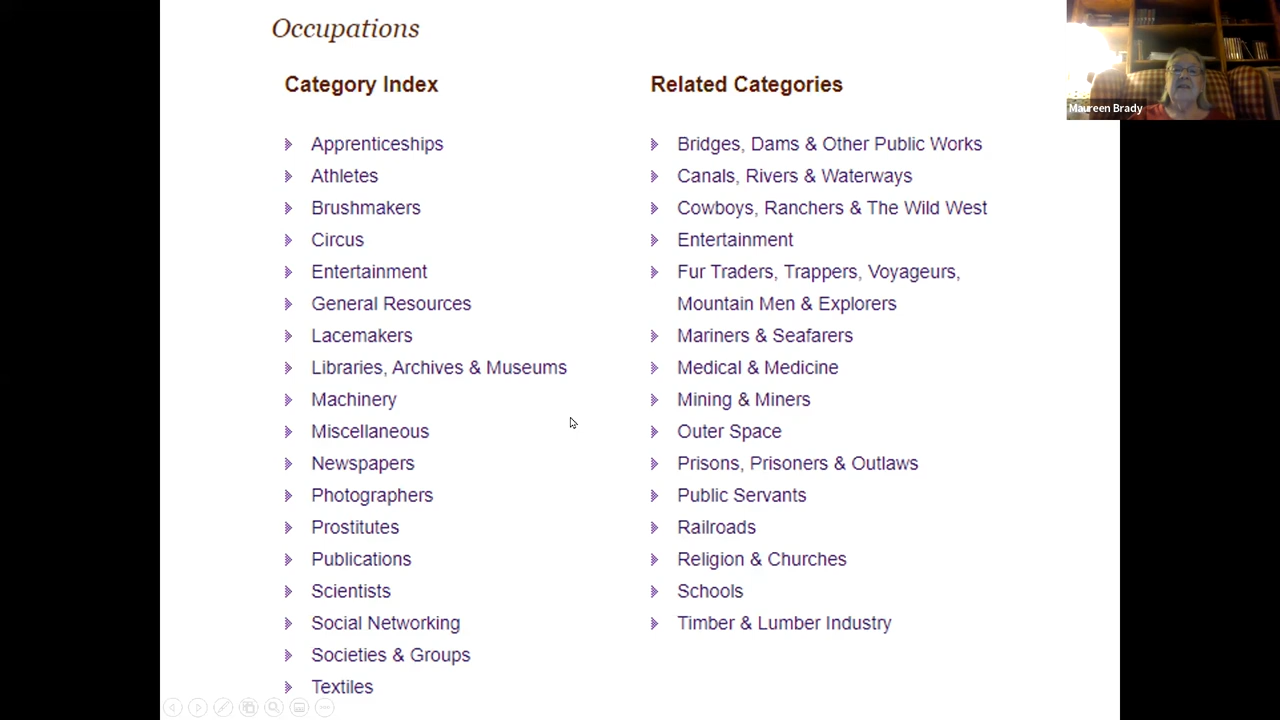 Occupations
Category Index
Apprenticeships
Athletes
Brushmakers
Circus
Entertainment
General Resources
Lacemakers
Libraries, Archives & Museums
Machinery
Miscellaneous
Newspapers
Photographers
Prostitutes
Publications
Scientists
Social Networking
Societies & Groups
Textiles
Related Categories
Bridges, Dams & Other Public Works
Canals, Rivers & Waterways
Cowboys, Ranchers & The Wild West
Entertainment
Fur Traders, Trappers, Voyageurs,
Mountain Men & Explorers
Mariners & Seafarers
Medical & Medicine
Mining & Miners
Outer Space
Prisons, Prisoners & Outlaws
Public Servants
Railroads
Religion & Churches
Schools
Timber & Lumber Industry
Maureen Brady